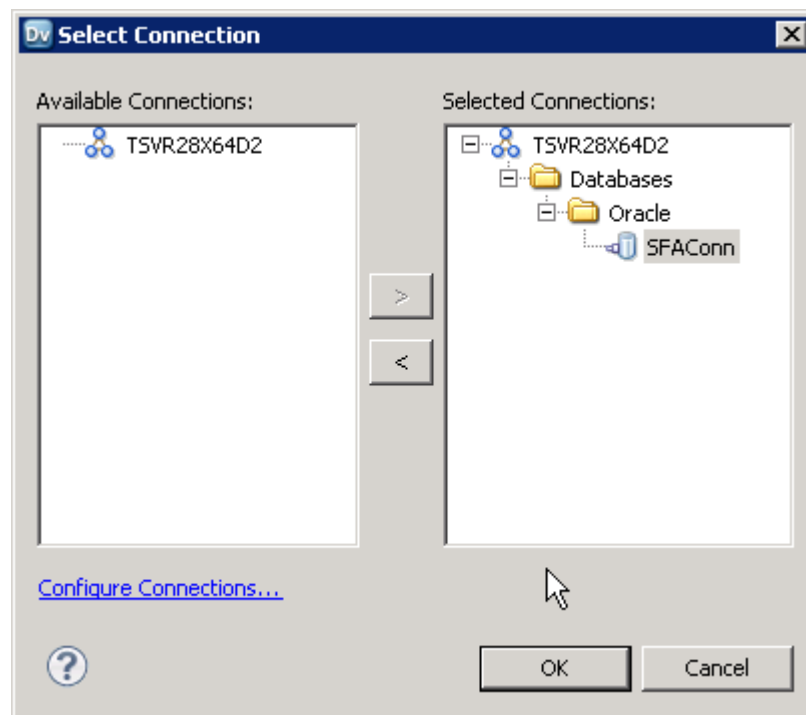 Dv Select Connection
Available Connections:
Selected Connections:
TSVR28X64D2
TSVR28X64D2
Databases
Oracle
SFAConn
>
<
Configure Connections...
?
OK Cancel